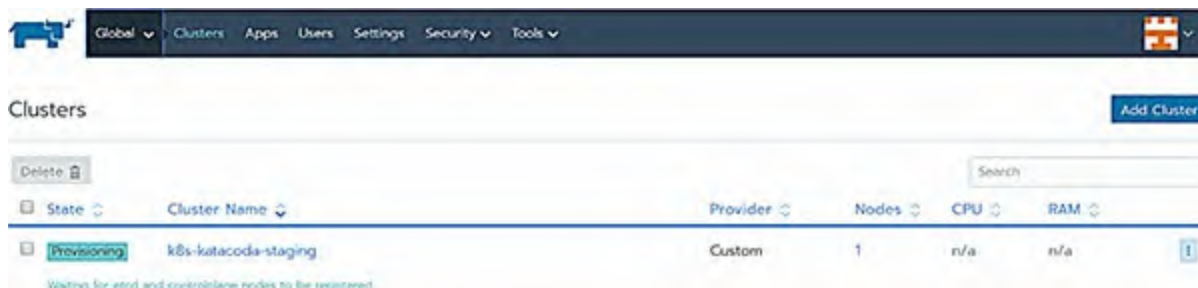 Global Clusters Apps Users Settings Security Tools
Clusters
Add Cluster
Delete
Search
State Cluster Name Provider Nodes CPU RAM
Provisioning k8s-katacoda-staging Custom 1 n/a n/a
Waiting for etcd and controlplane nodes to be registered